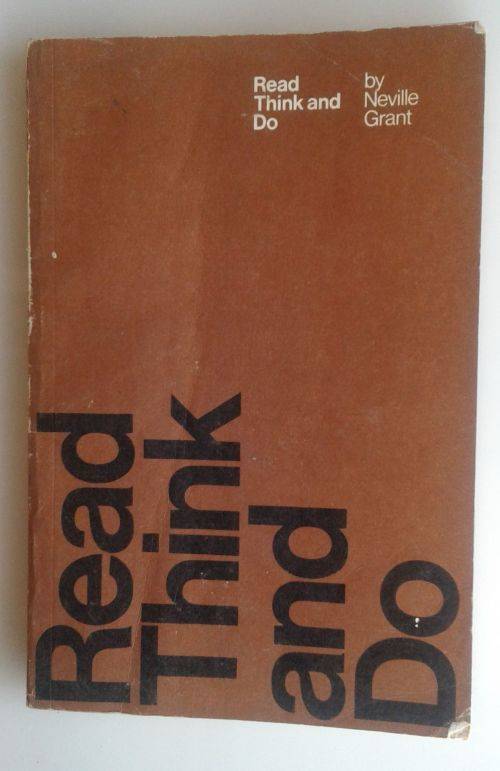 Read
Think and
Do
by
Neville
Grant
Read
Think
and
Do